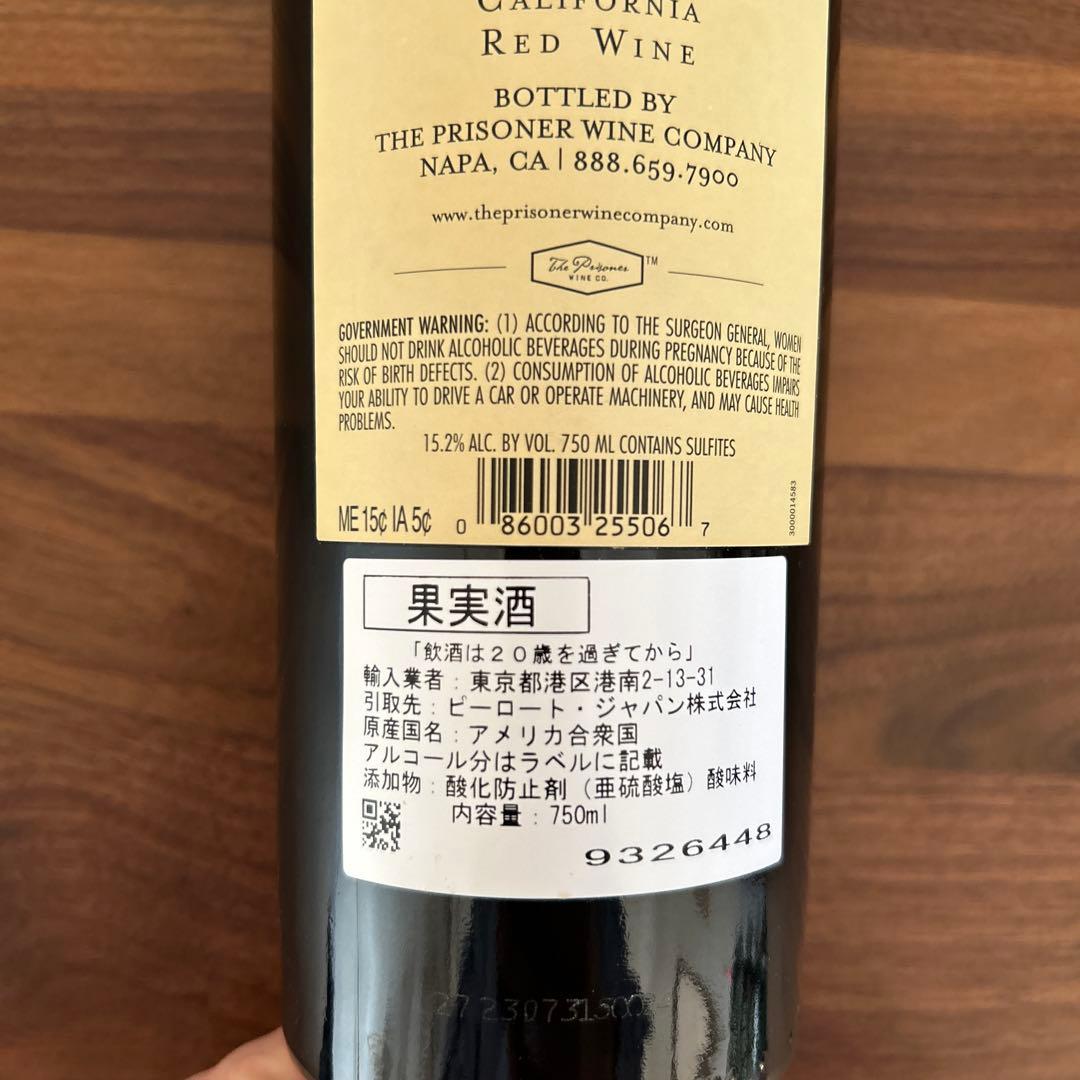 CALIFORNIA
RED WINE
BOTTLED BY
THE PRISONER WINE COMPANY
NAPA, CA | 888.659.7900
www.theprisonerwinecompany.com
The Prisoner™
WINE CO.
GOVERNMENT WARNING: (1) ACCORDING TO THE SURGEON GENERAL, WOMEN
SHOULD NOT DRINK ALCOHOLIC BEVERAGES DURING PREGNANCY BECAUSE OF THE
RISK OF BIRTH DEFECTS. (2) CONSUMPTION OF ALCOHOLIC BEVERAGES IMPAIRS
YOUR ABILITY TO DRIVE A CAR OR OPERATE MACHINERY, AND MAY CAUSE HEALTH
PROBLEMS.
15.2% ALC. BY VOL. 750 ML CONTAINS SULFITES
ME 15¢ IA 5¢
0 86003 25506 7
3000014583
果実酒
「飲酒は20歳を過ぎてから」
輸入業者：東京都港区港南2-13-31
引取先：ピーロート・ジャパン株式会社
原産国名：アメリカ合衆国
アルコール分はラベルに記載
添加物：酸化防止剤（亜硫酸塩）酸味料
内容量：750ml
9326448